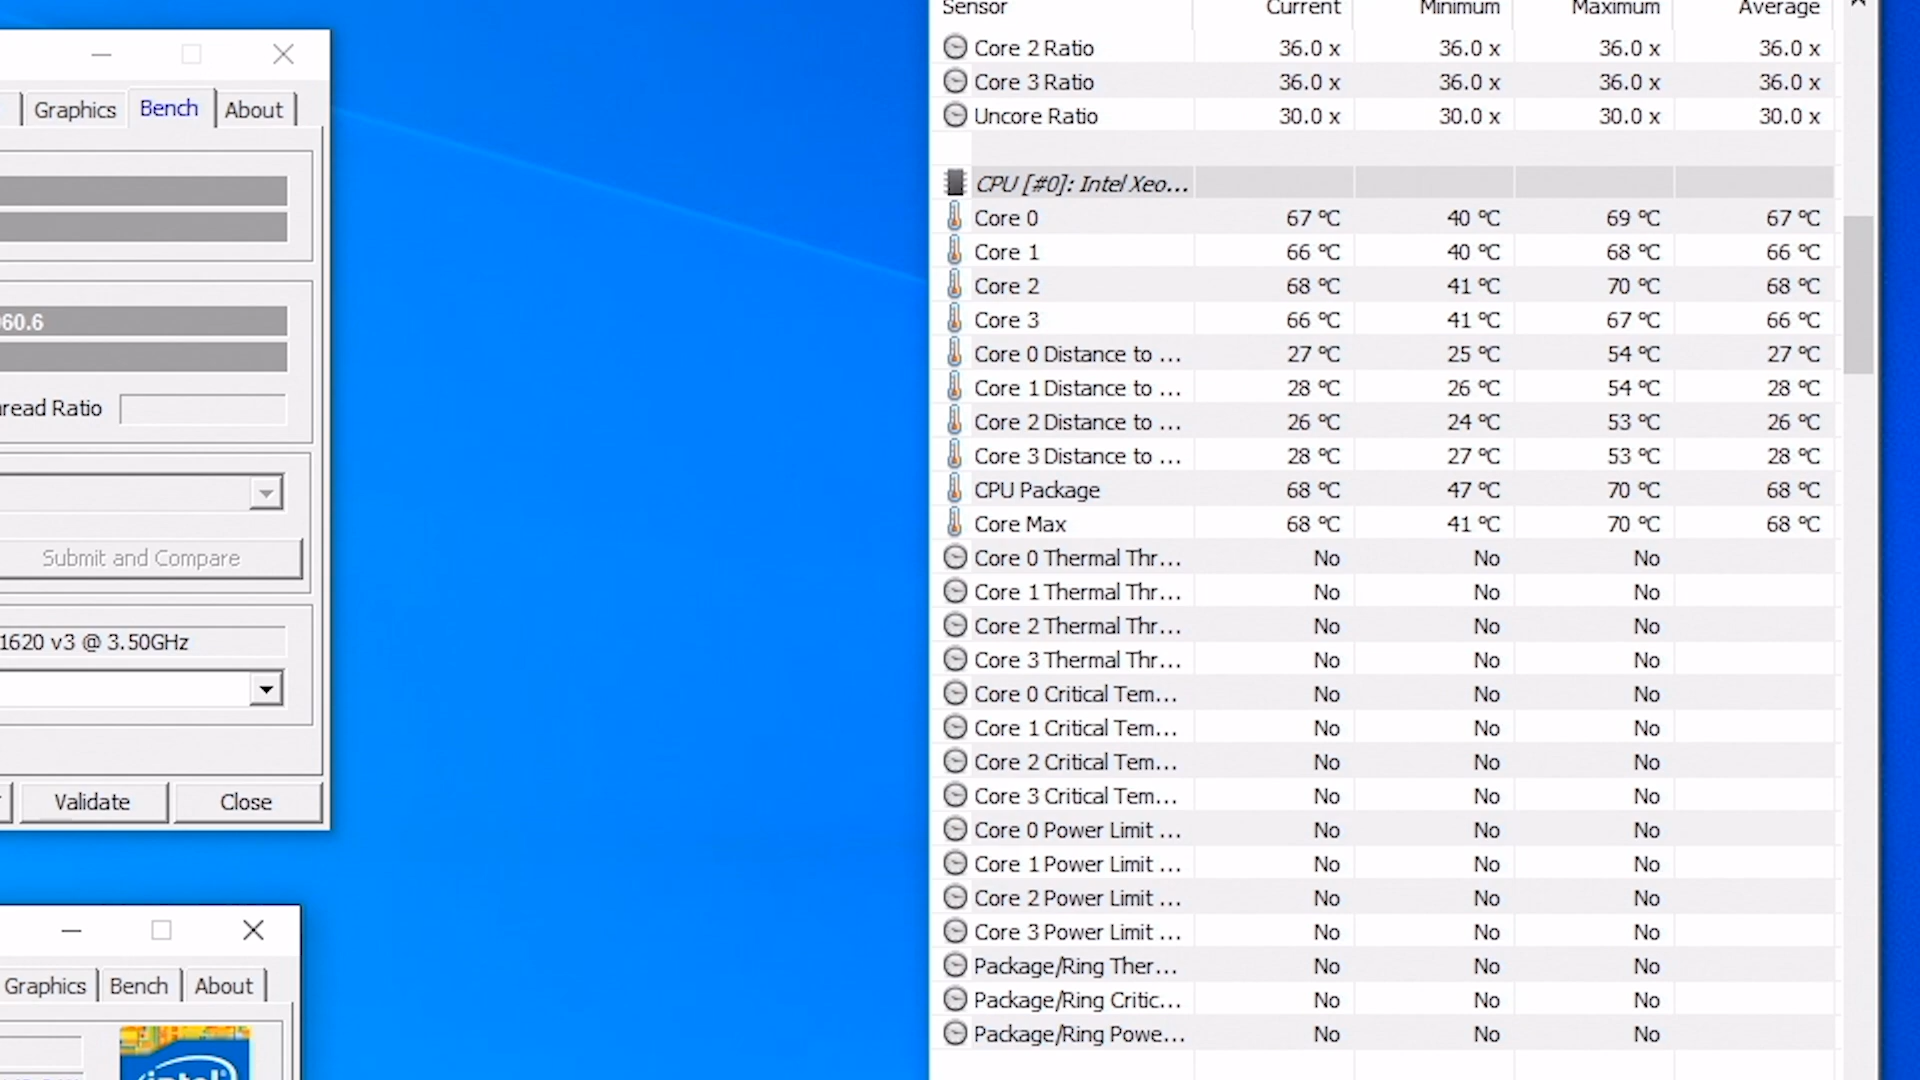 Graphics Bench About
60.6
read Ratio
Submit and Compare
1620 v3 @ 3.50GHz
Validate Close
Graphics Bench About
intel
Sensor Current Minimum Maximum Average
Core 2 Ratio 36.0 x 36.0 x 36.0 x 36.0 x
Core 3 Ratio 36.0 x 36.0 x 36.0 x 36.0 x
Uncore Ratio 30.0 x 30.0 x 30.0 x 30.0 x
CPU [#0]: Intel Xeo...
Core 0 67 °C 40 °C 69 °C 67 °C
Core 1 66 °C 40 °C 68 °C 66 °C
Core 2 68 °C 41 °C 70 °C 68 °C
Core 3 66 °C 41 °C 67 °C 66 °C
Core 0 Distance to ... 27 °C 25 °C 54 °C 27 °C
Core 1 Distance to ... 28 °C 26 °C 54 °C 28 °C
Core 2 Distance to ... 26 °C 24 °C 53 °C 26 °C
Core 3 Distance to ... 28 °C 27 °C 53 °C 28 °C
CPU Package 68 °C 47 °C 70 °C 68 °C
Core Max 68 °C 41 °C 70 °C 68 °C
Core 0 Thermal Thr... No No No
Core 1 Thermal Thr... No No No
Core 2 Thermal Thr... No No No
Core 3 Thermal Thr... No No No
Core 0 Critical Tem... No No No
Core 1 Critical Tem... No No No
Core 2 Critical Tem... No No No
Core 3 Critical Tem... No No No
Core 0 Power Limit ... No No No
Core 1 Power Limit ... No No No
Core 2 Power Limit ... No No No
Core 3 Power Limit ... No No No
Package/Ring Ther... No No No
Package/Ring Critic... No No No
Package/Ring Powe... No No No